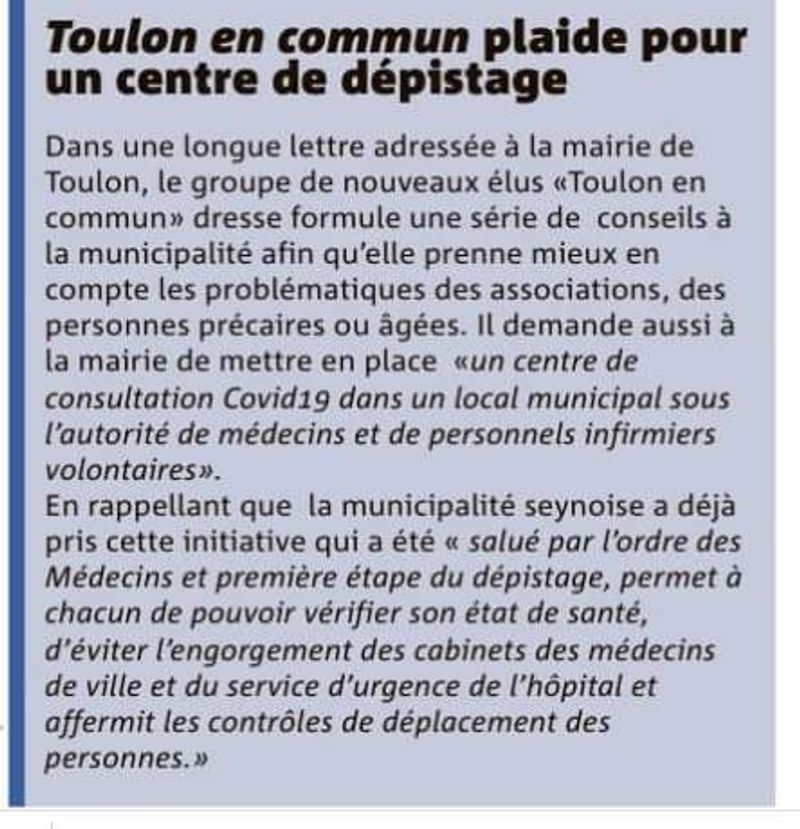 Toulon en commun plaide pour
un centre de dépistage
Dans une longue lettre adressée à la mairie de
Toulon, le groupe de nouveaux élus «Toulon en
commun» dresse formule une série de conseils à
la municipalité afin qu’elle prenne mieux en
compte les problématiques des associations, des
personnes précaires ou âgées. Il demande aussi à
la mairie de mettre en place «un centre de
consultation Covid19 dans un local municipal sous
l’autorité de médecins et de personnels infirmiers
volontaires».
En rappellant que la municipalité seynoise a déjà
pris cette initiative qui a été « salué par l’ordre des
Médecins et première étape du dépistage, permet à
chacun de pouvoir vérifier son état de santé,
d’éviter l’engorgement des cabinets des médecins
de ville et du service d’urgence de l’hôpital et
affermit les contrôles de déplacement des
personnes.»